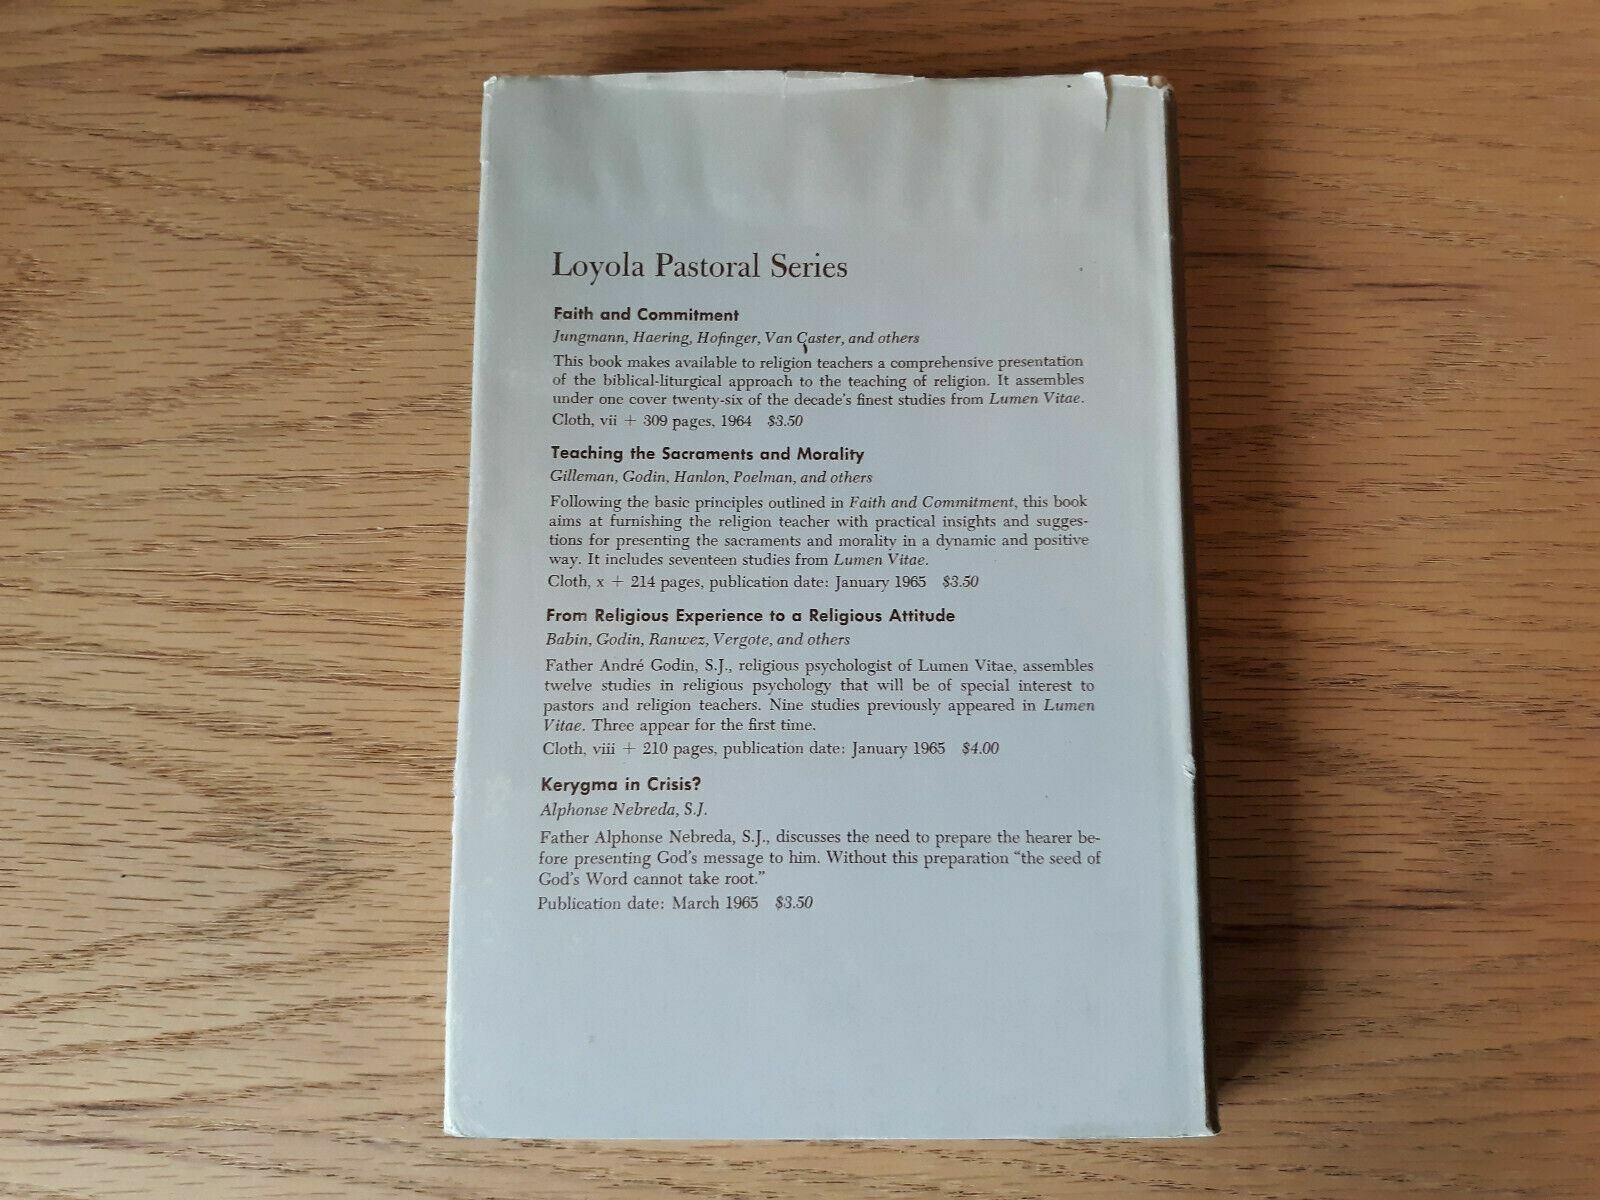 Loyola Pastoral Series
Faith and Commitment
Jungmann, Haering, Hofinger, Van Caster, and others
This book makes available to religion teachers a comprehensive presentation
of the biblical-liturgical approach to the teaching of religion. It assembles
under one cover twenty-six of the decade's finest studies from Lumen Vitae.
Cloth, vii + 309 pages, 1964 $3.50
Teaching the Sacraments and Morality
Gilleman, Godin, Hanlon, Poelman, and others
Following the basic principles outlined in Faith and Commitment, this book
aims at furnishing the religion teacher with practical insights and sugges-
tions for presenting the sacraments and morality in a dynamic and positive
way. It includes seventeen studies from Lumen Vitae.
Cloth, x + 214 pages, publication date: January 1965 $3.50
From Religious Experience to a Religious Attitude
Babin, Godin, Ranwez, Vergote, and others
Father André Godin, S.J., religious psychologist of Lumen Vitae, assembles
twelve studies in religious psychology that will be of special interest to
pastors and religion teachers. Nine studies previously appeared in Lumen
Vitae. Three appear for the first time.
Cloth, viii + 210 pages, publication date: January 1965 $4.00
Kerygma in Crisis?
Alphonse Nebreda, S.J.
Father Alphonse Nebreda, S.J., discusses the need to prepare the hearer be-
fore presenting God's message to him. Without this preparation "the seed of
God's Word cannot take root."
Publication date: March 1965 $3.50